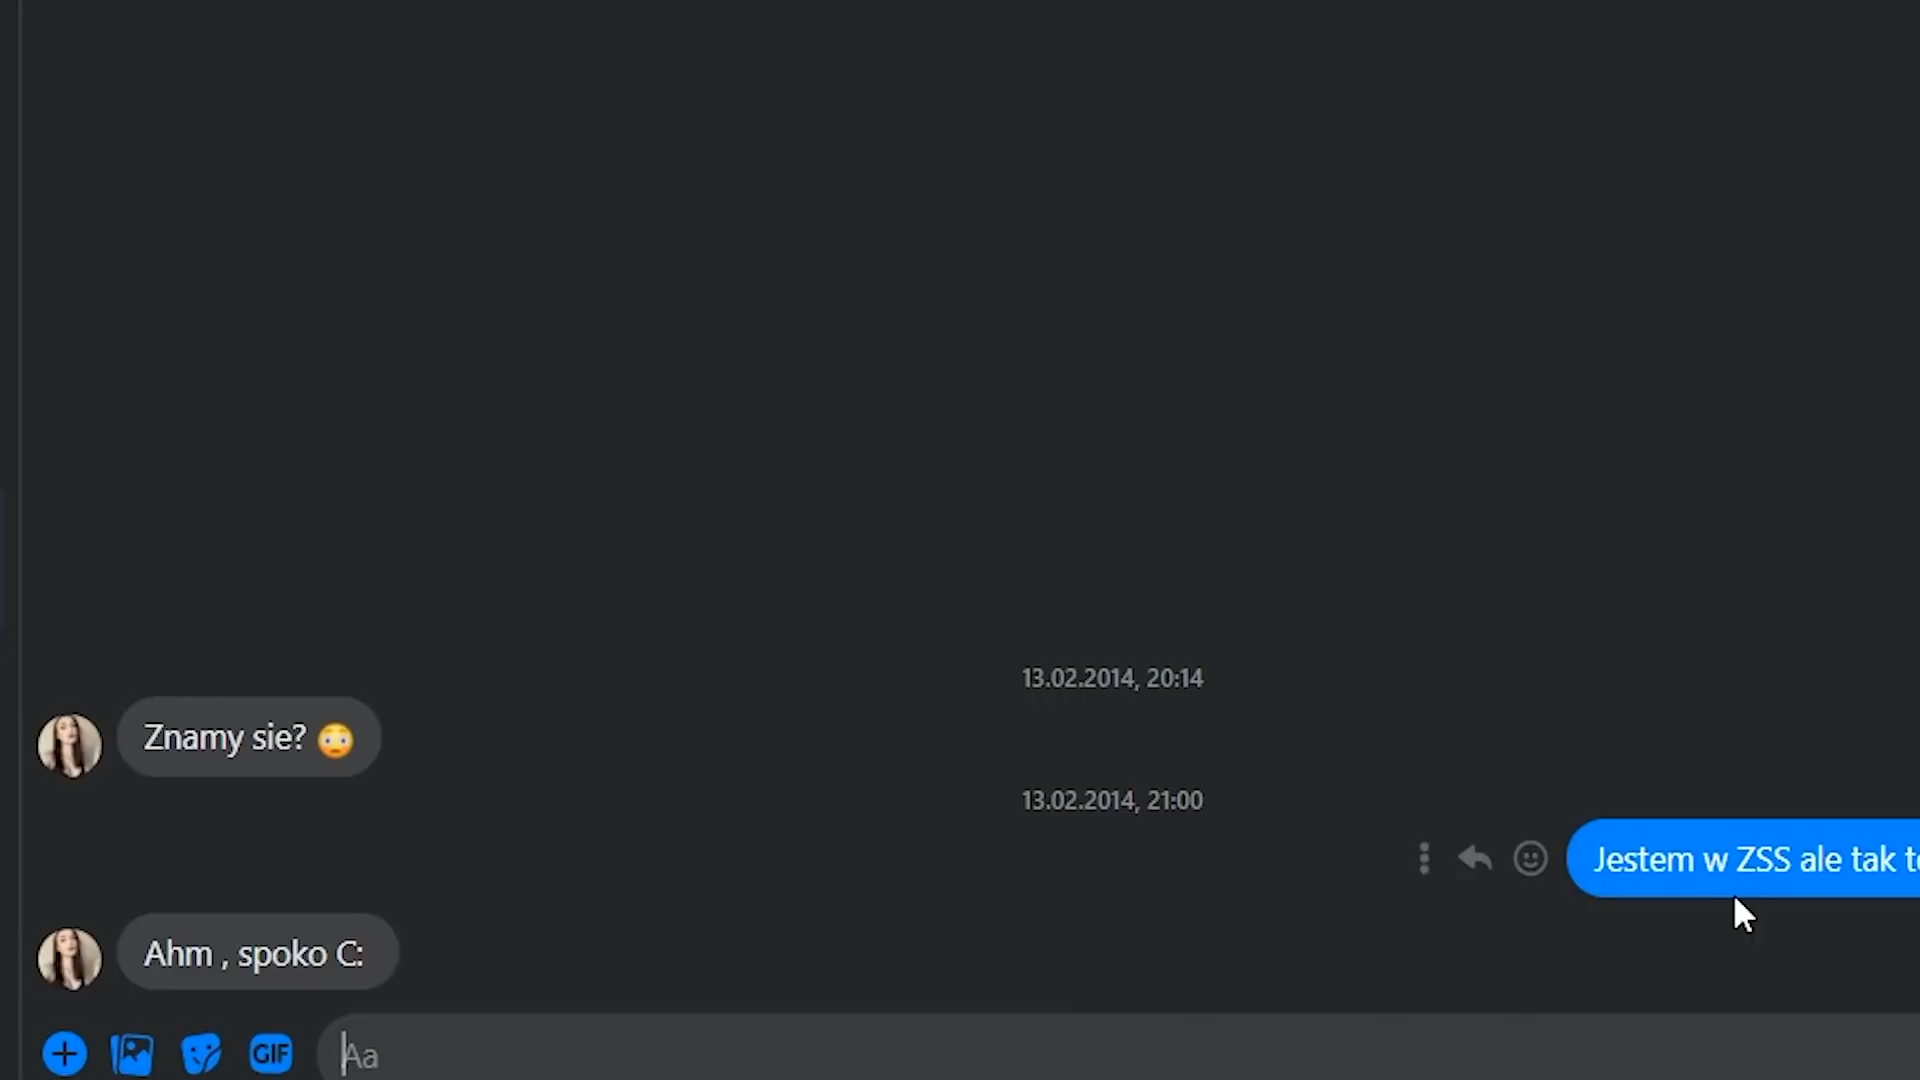 13.02.2014, 20:14
Znamy sie? 😳
13.02.2014, 21:00
Jestem w ZSS ale tak
Ahm , spoko C:
GIF
Aa